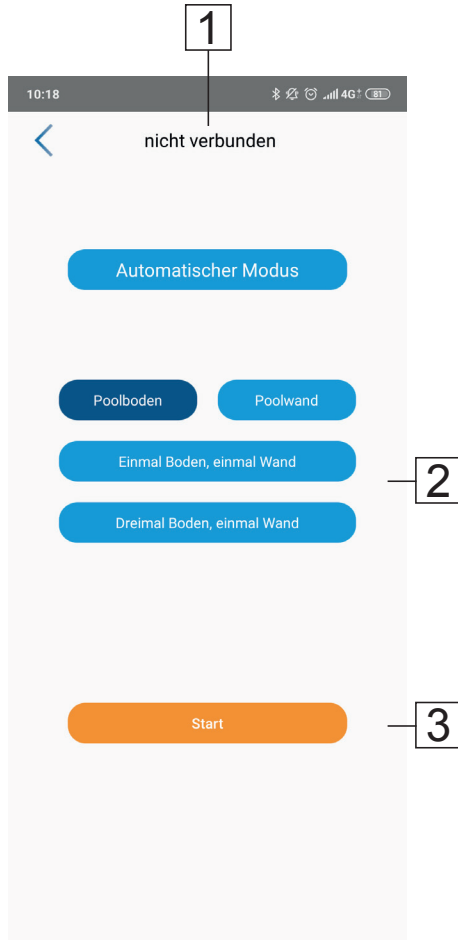 1
10:18 4G+ 81
nicht verbunden
Automatischer Modus
Poolboden Poolwand
Einmal Boden, einmal Wand
2
Dreimal Boden, einmal Wand
Start
3